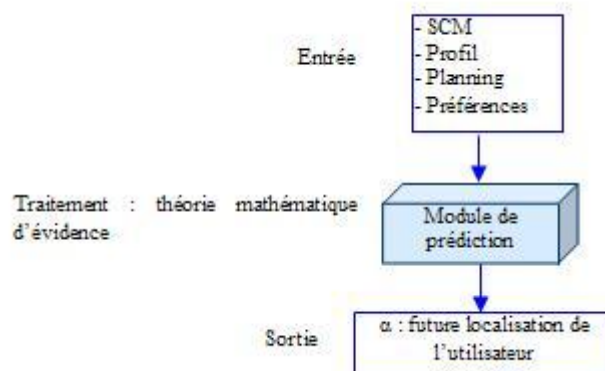 Entrée
- SCM
- Profil
- Planning
- Préférences
Traitement : théorie mathématique
d'évidence
Module de
prédiction
Sortie
α : future localisation de
l'utilisateur